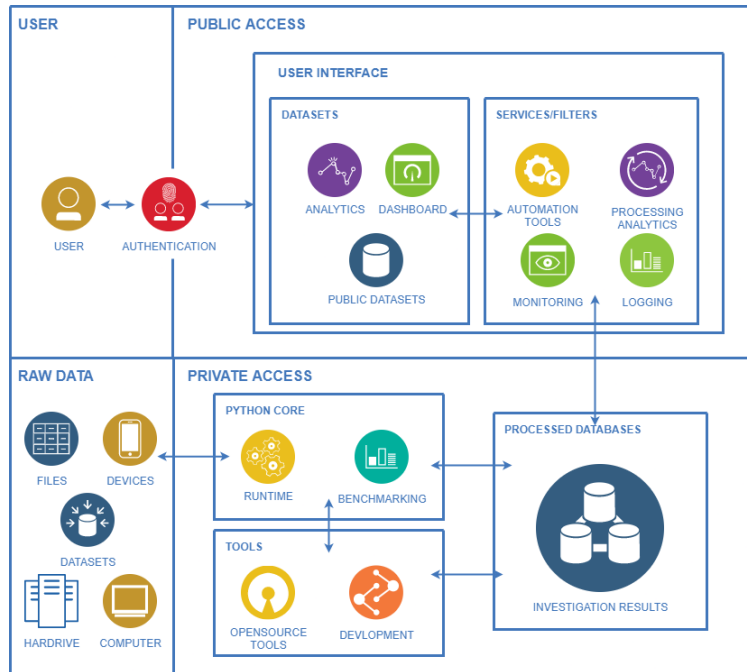 USER
PUBLIC ACCESS
USER INTERFACE
DATASETS
SERVICES/FILTERS
ANALYTICS
DASHBOARD
AUTOMATION
TOOLS
PROCESSING
ANALYTICS
USER
AUTHENTICATION
PUBLIC DATASETS
MONITORING
LOGGING
RAW DATA
PRIVATE ACCESS
PYTHON CORE
PROCESSED DATABASES
FILES
DEVICES
RUNTIME
BENCHMARKING
DATASETS
TOOLS
INVESTIGATION RESULTS
HARDRIVE
COMPUTER
OPENSOURCE
TOOLS
DEVLOPMENT